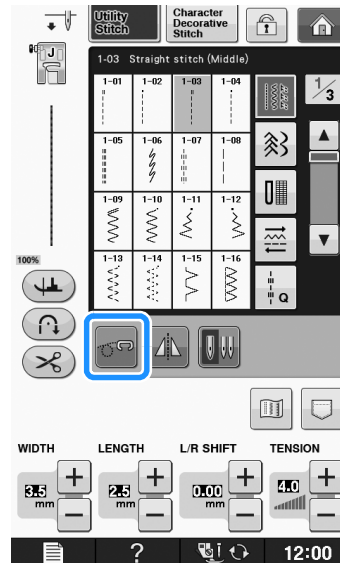 Utility
Stitch
Character
Decorative
Stitch
J
1-03 Straight stitch (Middle)
1/3
1-01 1-02 1-03 1-04
1-05 1-06 1-07 1-08
1-09 1-10 1-11 1-12
1-13 1-14 1-15 1-16
Q
100%
WIDTH LENGTH L/R SHIFT TENSION
3.5 mm + −
2.5 mm + −
0.00 mm + −
4.0 + −
? 12:00